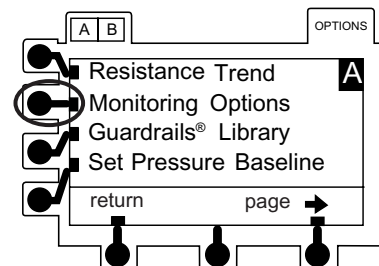 A B OPTIONS
Resistance Trend A
Monitoring Options
Guardrails® Library
Set Pressure Baseline
return page